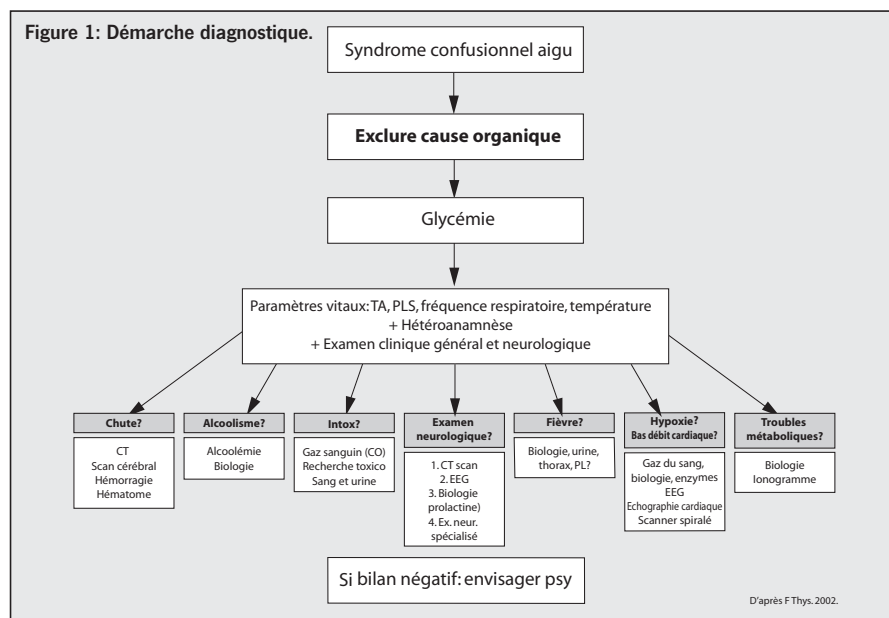 Figure 1: Démarche diagnostique.
Syndrome confusionnel aigu
Exclure cause organique
Glycémie
Paramètres vitaux: TA, PLS, fréquence respiratoire, température
+ Hétéroanamnèse
+ Examen clinique général et neurologique
Chute?
CT
Scan cérébral
Hémorragie
Hématome
Alcoolisme?
Alcoolémie
Biologie
Intox?
Gaz sanguin (CO)
Recherche toxico
Sang et urine
Examen
neurologique?
1. CT scan
2. EEG
3. Biologie
prolactine)
4. Ex. neur.
spécialisé
Fièvre?
Biologie, urine,
thorax, PL?
Hypoxie?
Bas débit cardiaque?
Gaz du sang,
biologie, enzymes
EEG
Echographie cardiaque
Scanner spiralé
Troubles
métaboliques?
Biologie
Ionogramme
Si bilan négatif: envisager psy
D'après F Thys. 2002.